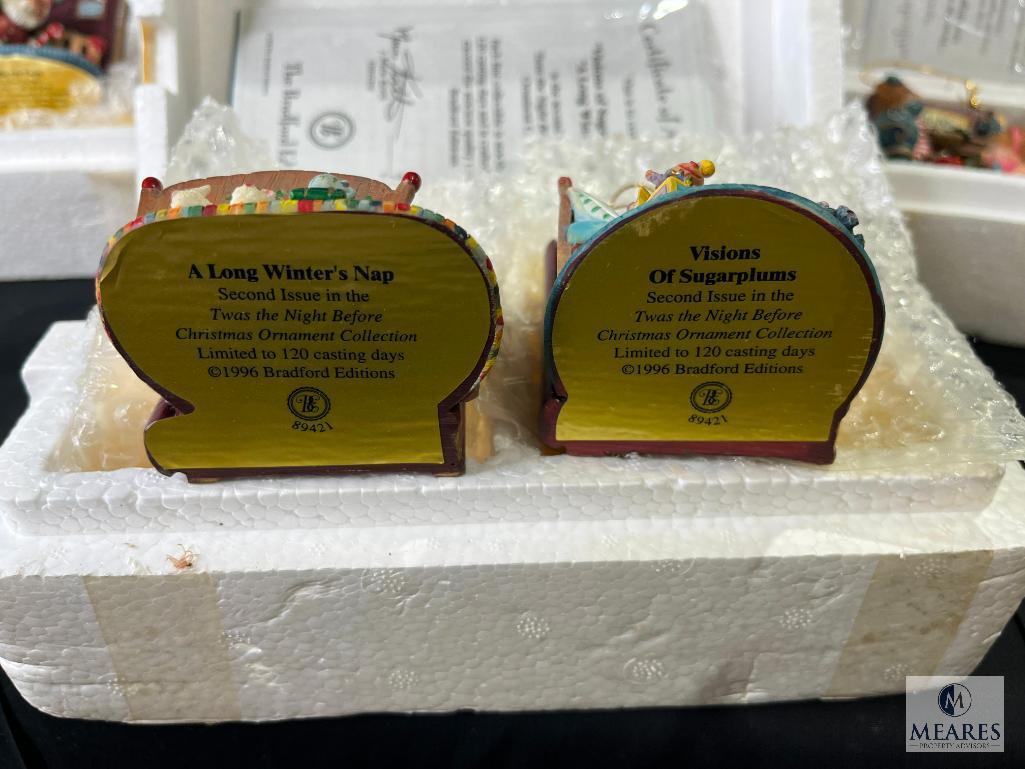 A Long Winter's Nap
Second Issue in the
Twas the Night Before
Christmas Ornament Collection
Limited to 120 casting days
©1996 Bradford Editions
BE
89421
Visions
Of Sugarplums
Second Issue in the
Twas the Night Before
Christmas Ornament Collection
Limited to 120 casting days
©1996 Bradford Editions
BE
89421
M
MEARES
PROPERTY ADVISORS